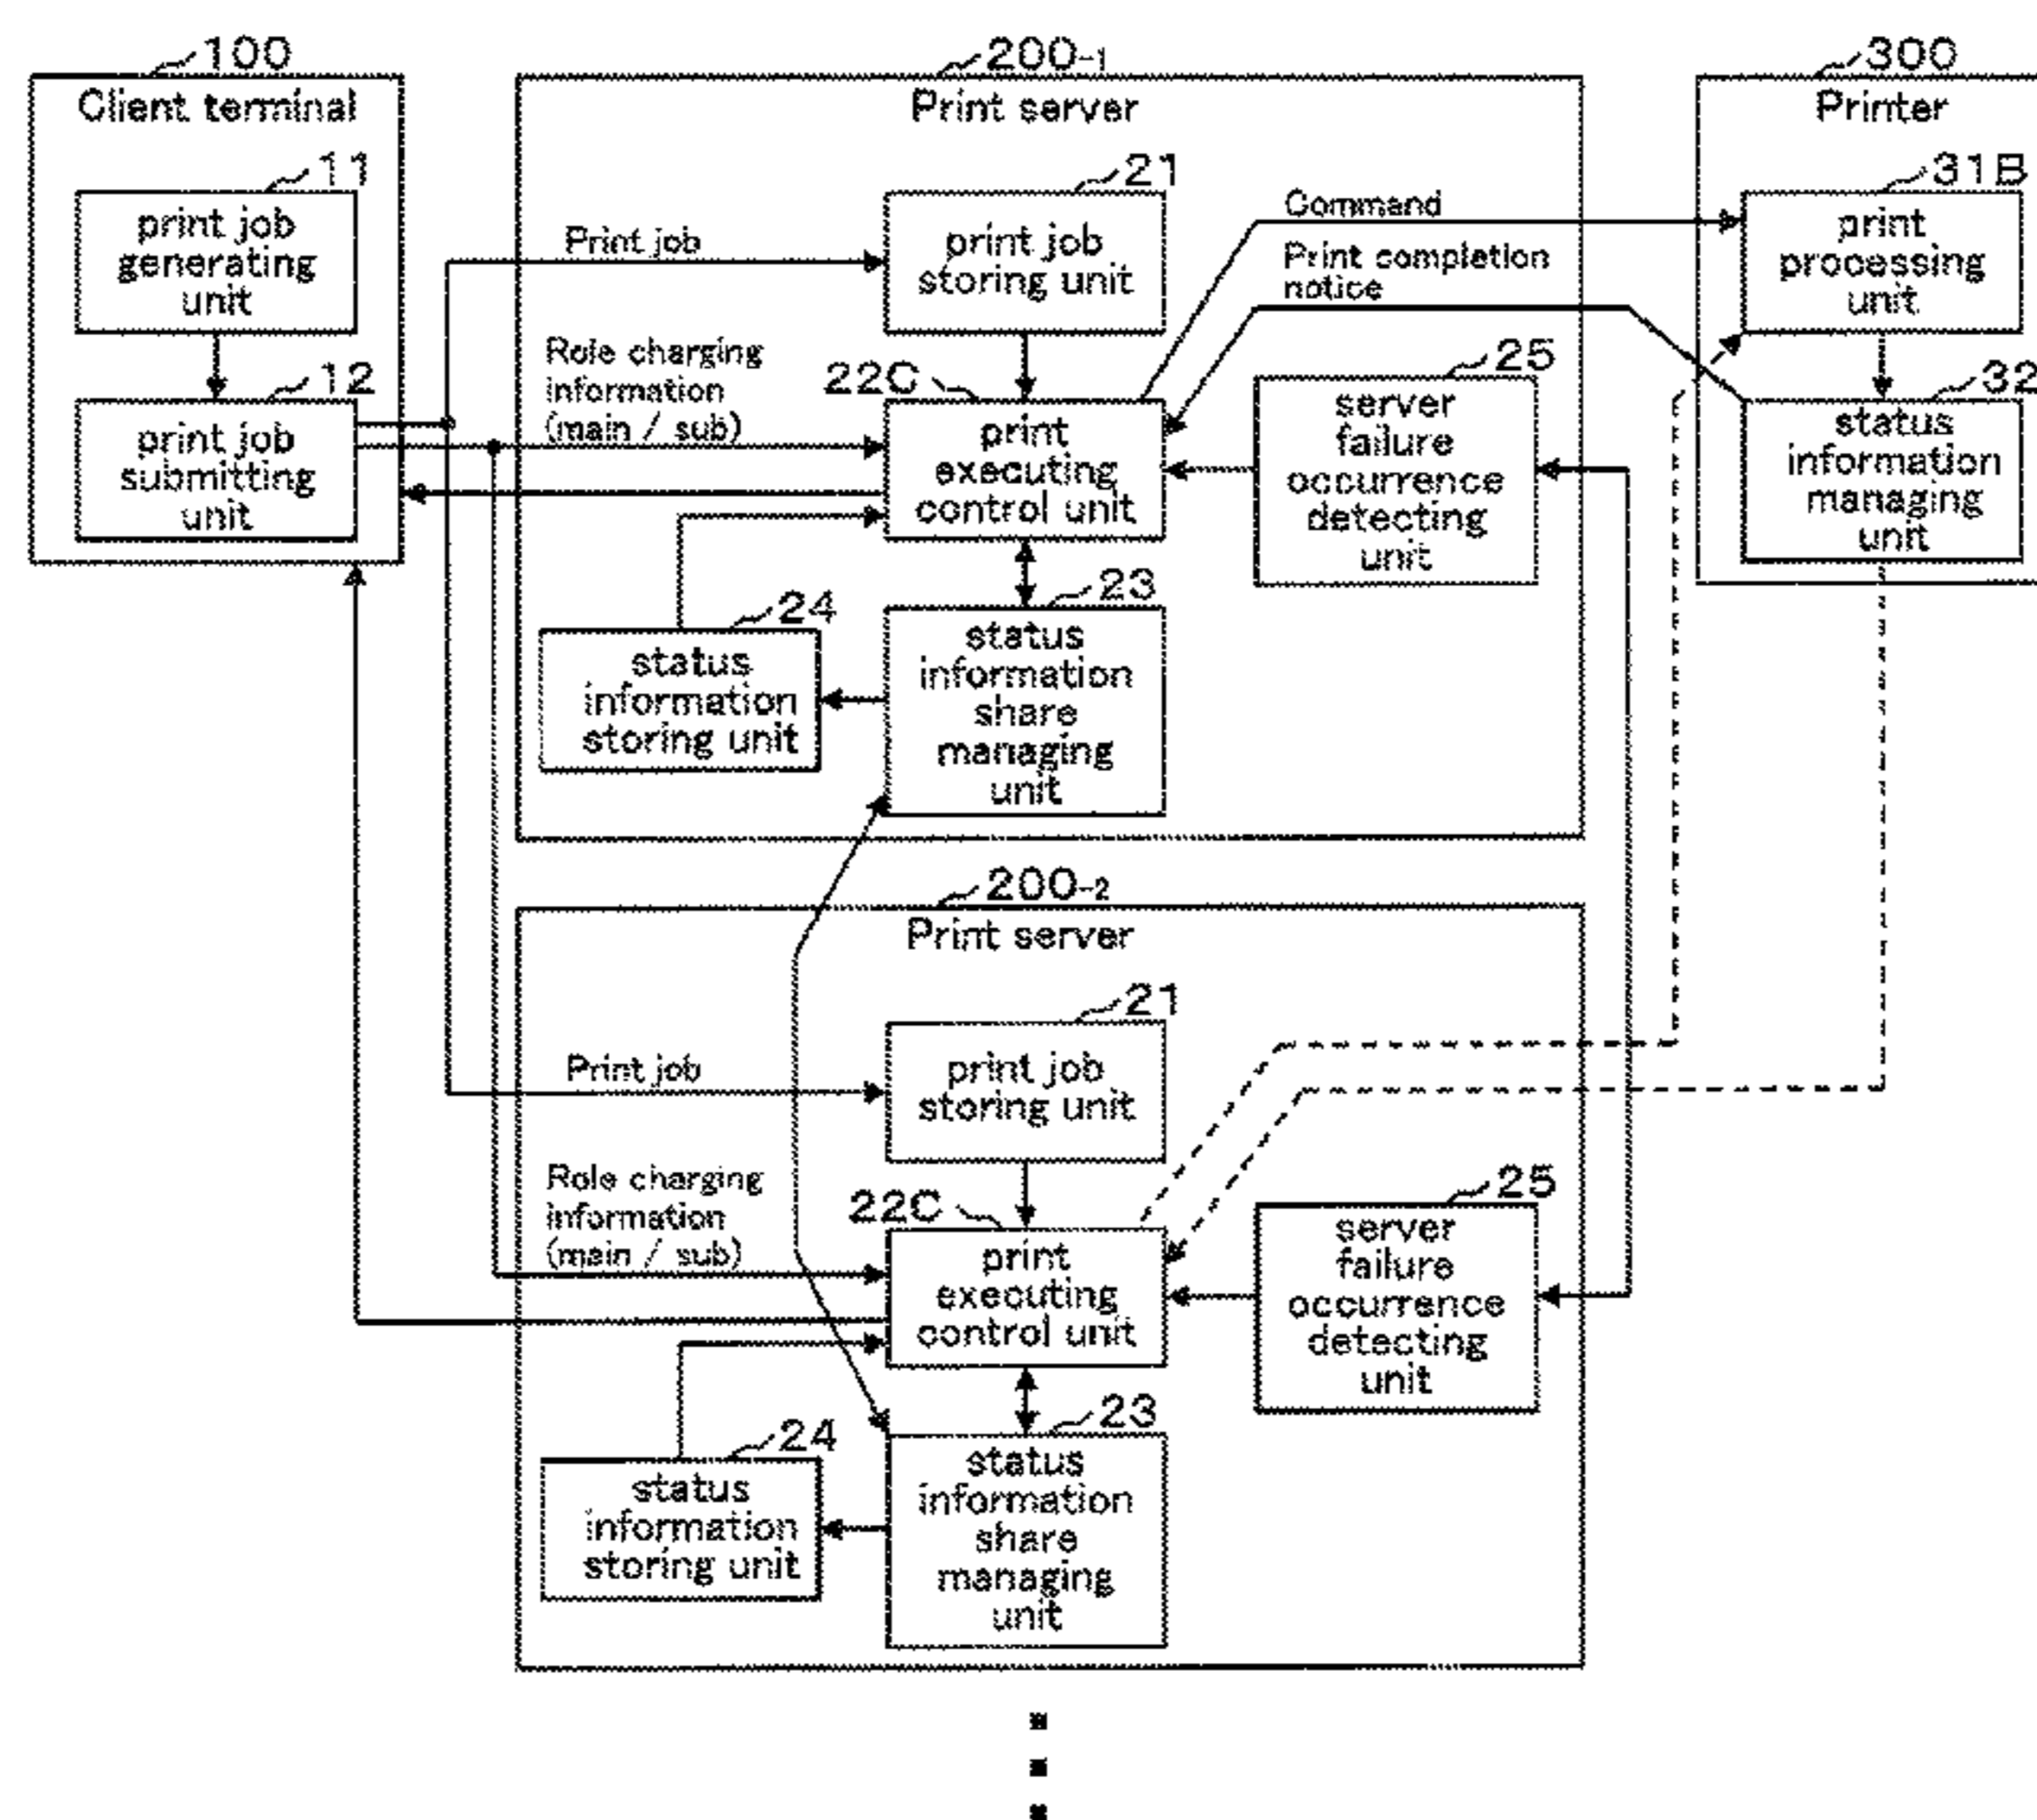 100
Client terminal
11
print job
generating
unit
12
print job
submitting
unit
200-1
Print server
Print job
21
print job
storing unit
Role charging
information
(main / sub)
22C
print
executing
control unit
Command
Print completion
notice
25
server
failure
occurrence
detecting
unit
24
status
information
storing unit
23
status
information
share
managing
unit
300
Printer
31B
print
processing
unit
32
status
information
managing
unit
200-2
Print server
Print job
21
print job
storing unit
Role charging
information
(main / sub)
22C
print
executing
control unit
25
server
failure
occurrence
detecting
unit
24
status
information
storing unit
23
status
information
share
managing
unit